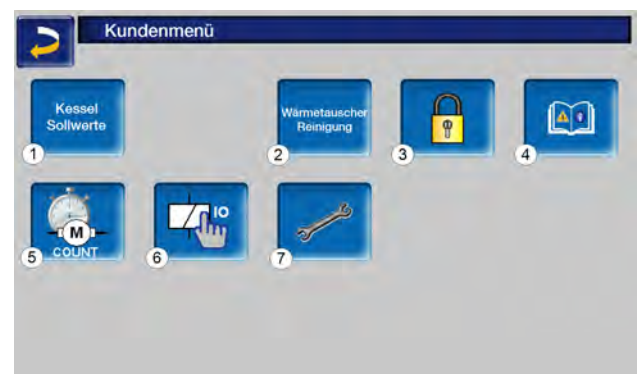 Kundenmenü
Kessel
Sollwerte
1
Wärmetauscher
Reinigung
2
3
4
M
COUNT
5
IO
6
7